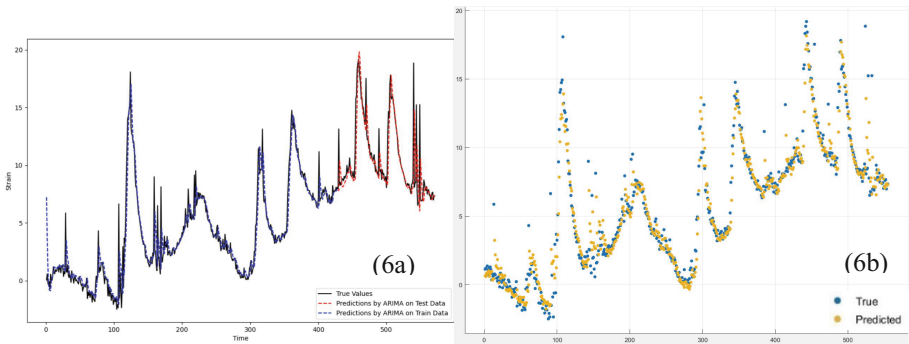 20
15
10
5
0
Strain
0
100
200
300
400
500
Time
(6a)
True Values
Predictions by ARIMA on Test Data
Predictions by ARIMA on Train Data
20
15
10
5
0
0
100
200
300
400
500
(6b)
True
Predicted